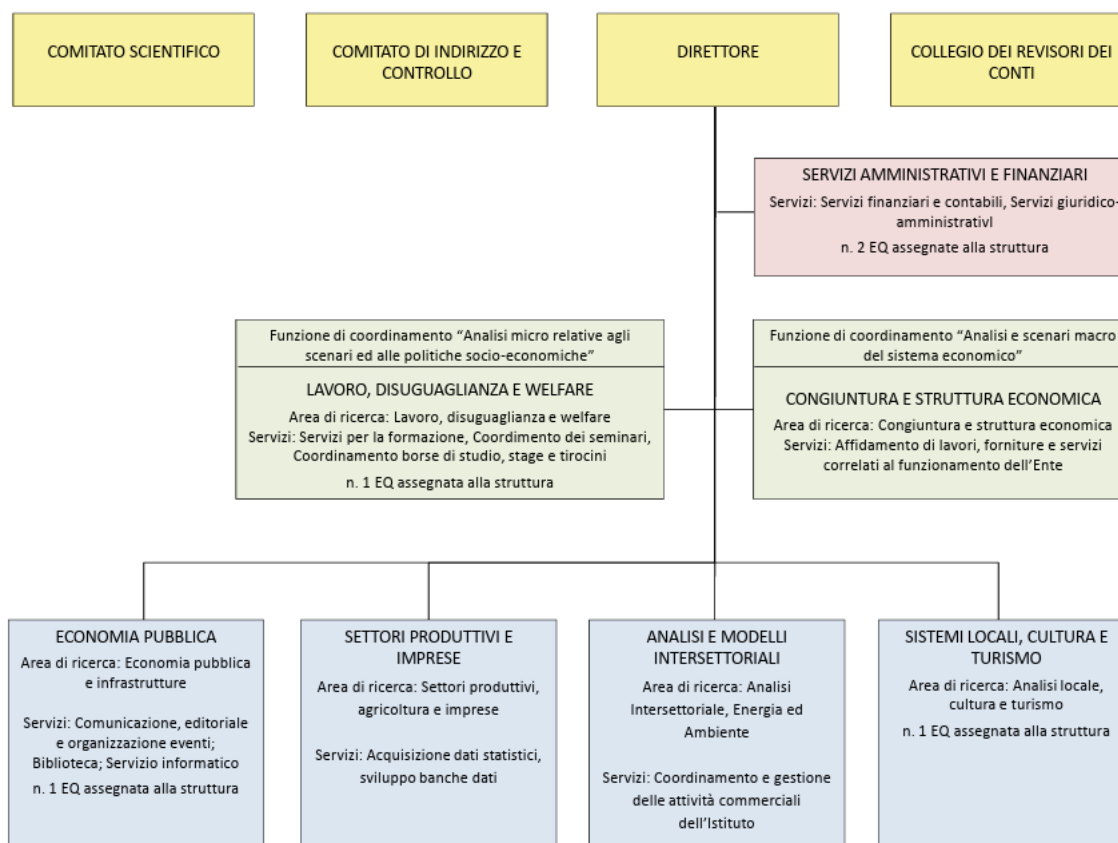 COMITATO SCIENTIFICO
COMITATO DI INDIRIZZO E
CONTROLLO
DIRETTORE
COLLEGIO DEI REVISORI DEI
CONTI
SERVIZI AMMINISTRATIVI E FINANZIARI
Servizi: Servizi finanziari e contabili, Servizi giuridico-
amministrativI
n. 2 EQ assegnate alla struttura
Funzione di coordinamento “Analisi micro relative agli
scenari ed alle politiche socio-economiche”
LAVORO, DISUGUAGLIANZA E WELFARE
Area di ricerca: Lavoro, disuguaglianza e welfare
Servizi: Servizi per la formazione, Coordimento dei seminari,
Coordinamento borse di studio, stage e tirocini
n. 1 EQ assegnata alla struttura
Funzione di coordinamento “Analisi e scenari macro
del sistema economico”
CONGIUNTURA E STRUTTURA ECONOMICA
Area di ricerca: Congiuntura e struttura economica
Servizi: Affidamento di lavori, forniture e servizi
correlati al funzionamento dell’Ente
ECONOMIA PUBBLICA
Area di ricerca: Economia pubblica
e infrastrutture
Servizi: Comunicazione, editoriale
e organizzazione eventi;
Biblioteca; Servizio informatico
n. 1 EQ assegnata alla struttura
SETTORI PRODUTTIVI E
IMPRESE
Area di ricerca: Settori produttivi,
agricoltura e imprese
Servizi: Acquisizione dati statistici,
sviluppo banche dati
ANALISI E MODELLI
INTERSETTORIALI
Area di ricerca: Analisi
Intersettoriale, Energia ed
Ambiente
Servizi: Coordinamento e gestione
delle attività commerciali
dell’Istituto
SISTEMI LOCALI, CULTURA E
TURISMO
Area di ricerca: Analisi locale,
cultura e turismo
n. 1 EQ assegnata alla struttura